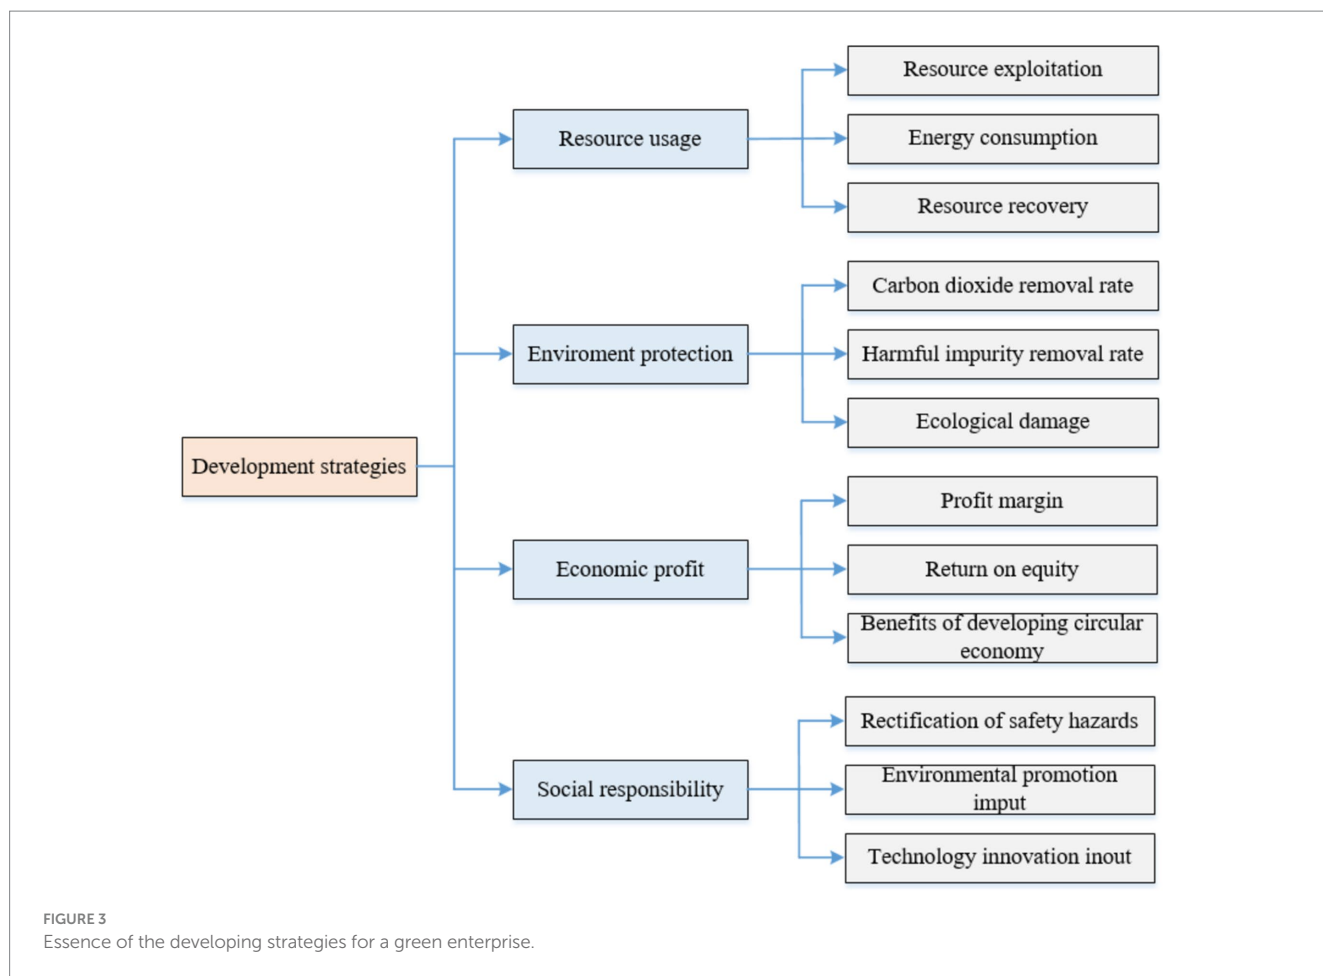 Resource exploitation
Resource usage
Energy consumption
Resource recovery
Carbon dioxide removal rate
Enviroment protection
Harmful impurity removal rate
Ecological damage
Development strategies
Profit margin
Economic profit
Return on equity
Benefits of developing circular
economy
Rectification of safety hazards
Social responsibility
Environmental promotion
imput
Technology innovation inout
FIGURE 3
Essence of the developing strategies for a green enterprise.